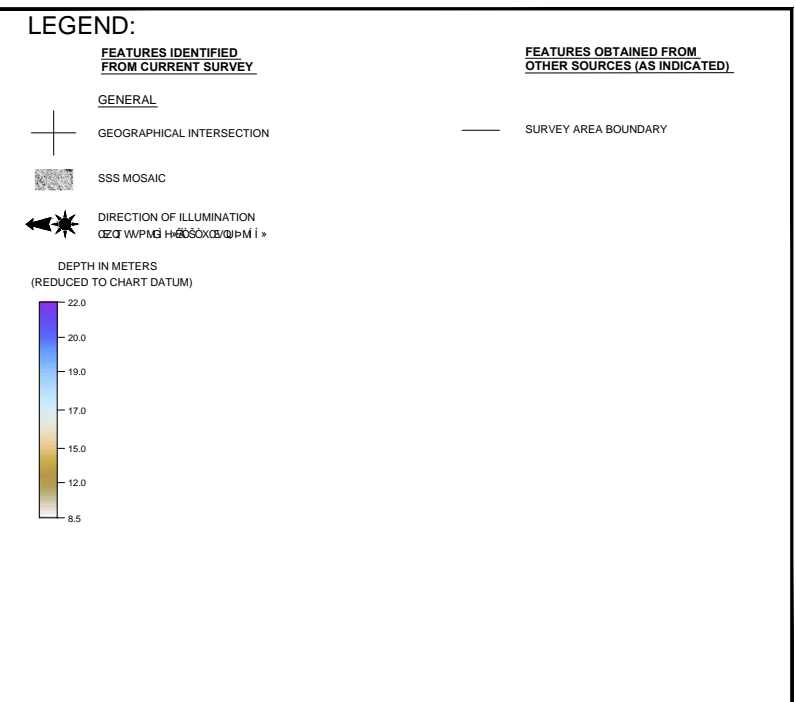 LEGEND:
FEATURES IDENTIFIED
FROM CURRENT SURVEY
GENERAL
GEOGRAPHICAL INTERSECTION
SSS MOSAIC
DIRECTION OF ILLUMINATION
DEPTH IN METERS
(REDUCED TO CHART DATUM)
22.0
20.0
19.0
17.0
15.0
12.0
8.5
FEATURES OBTAINED FROM
OTHER SOURCES (AS INDICATED)
SURVEY AREA BOUNDARY